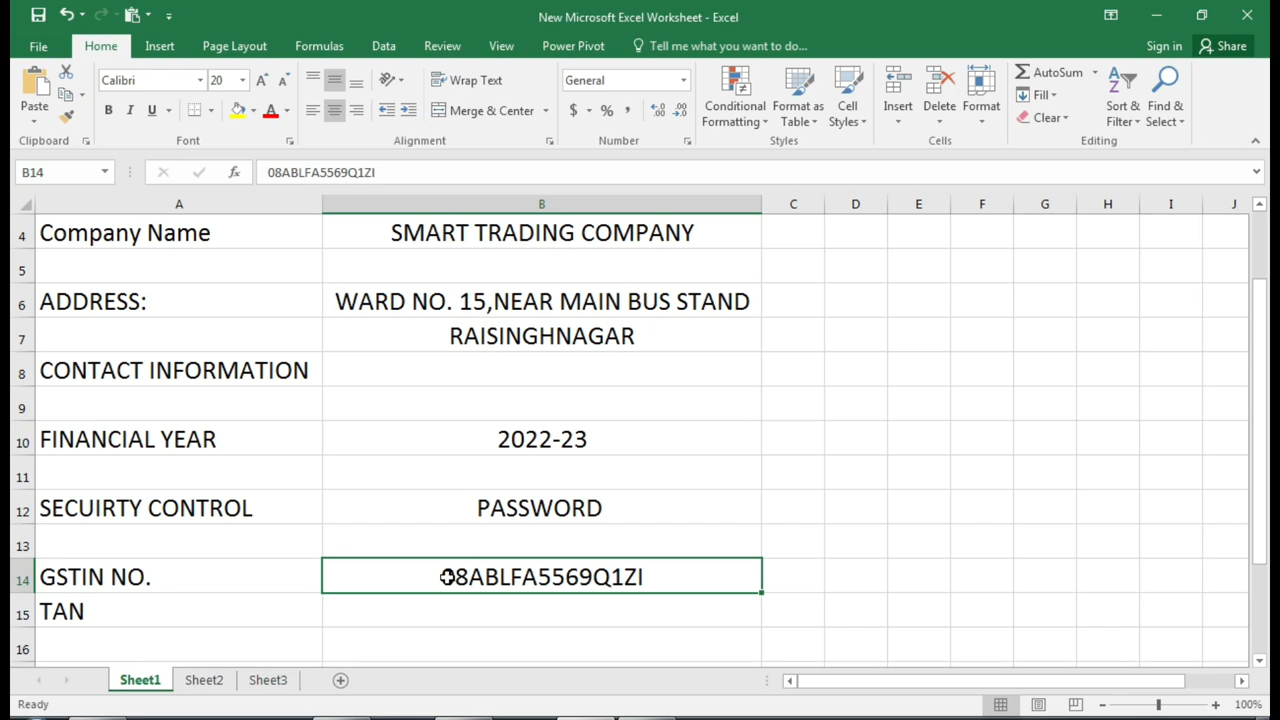 New Microsoft Excel Worksheet - Excel
File Home Insert Page Layout Formulas Data Review View Power Pivot Tell me what you want to do... Sign in Share
Calibri 20 Wrap Text General AutoSum
Paste B I U Merge & Center $ % , Conditional Formatting Format as Table Cell Styles Insert Delete Format Fill Clear Sort & Filter Find & Select
Clipboard Font Alignment Number Styles Cells Editing
B14 fx 08ABLFA5569Q1ZI
A B C D E F G H I J
4 Company Name SMART TRADING COMPANY
5
6 ADDRESS: WARD NO. 15,NEAR MAIN BUS STAND
7 RAISINGHNAGAR
8 CONTACT INFORMATION
9
10 FINANCIAL YEAR 2022-23
11
12 SECUIRTY CONTROL PASSWORD
13
14 GSTIN NO. 08ABLFA5569Q1ZI
15 TAN
16
Sheet1 Sheet2 Sheet3
Ready 100%